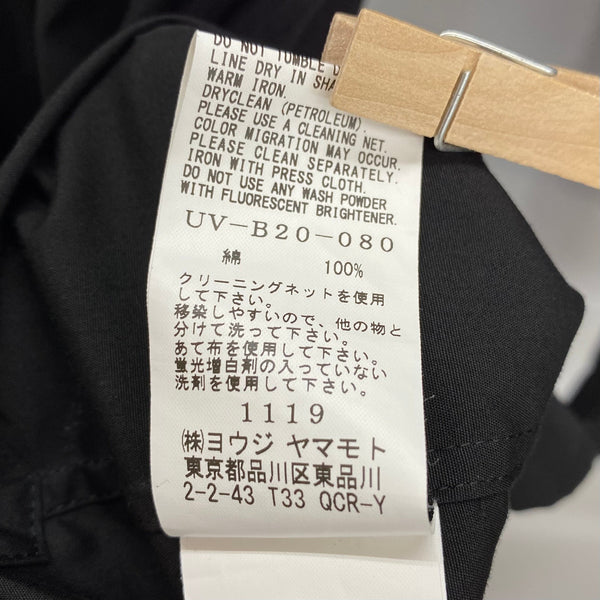 DO NOT TUMBLE D
LINE DRY IN SHA
WARM IRON.
DRYCLEAN (PETROLEUM).
PLEASE USE A CLEANING NET.
COLOR MIGRATION MAY OCCUR.
PLEASE CLEAN SEPARATELY.
IRON WITH PRESS CLOTH.
DO NOT USE ANY WASH POWDER
WITH FLUORESCENT BRIGHTENER.
UV-B20-080
綿 100%
クリーニングネットを使用
して下さい。
移染しやすいので、他の物と
分けて洗って下さい。
あて布を使用して下さい。
蛍光増白剤の入っていない
洗剤を使用して下さい。
1119
(株)ヨウジ ヤマモト
東京都品川区東品川
2-2-43 T33 QCR-Y